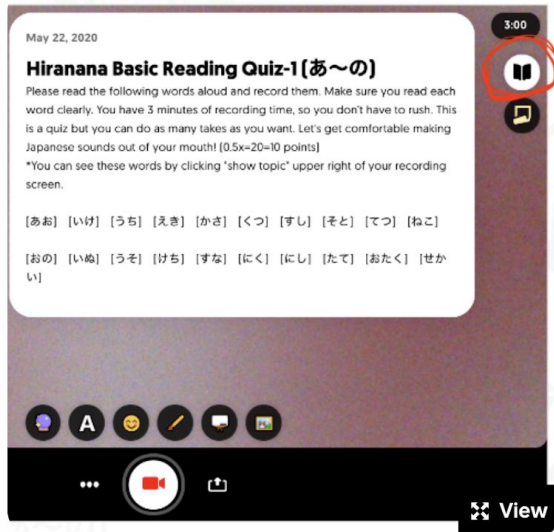 3:00
May 22, 2020
Hiranana Basic Reading Quiz-1 (あ〜の)
Please read the following words aloud and record them. Make sure you read each
word clearly. You have 3 minutes of recording time, so you don't have to rush. This
is a quiz but you can do as many takes as you want. Let's get comfortable making
Japanese sounds out of your mouth! (0.5x=20=10 points)
*You can see these words by clicking "show topic" upper right of your recording
screen.
[あお] [いけ] [うち] [えき] [かさ] [くつ] [すし] [そと] [てつ] [ねこ]
[おの] [いぬ] [うそ] [けち] [すな] [にく] [にし] [たて] [おたく] [せか
い]
A
View